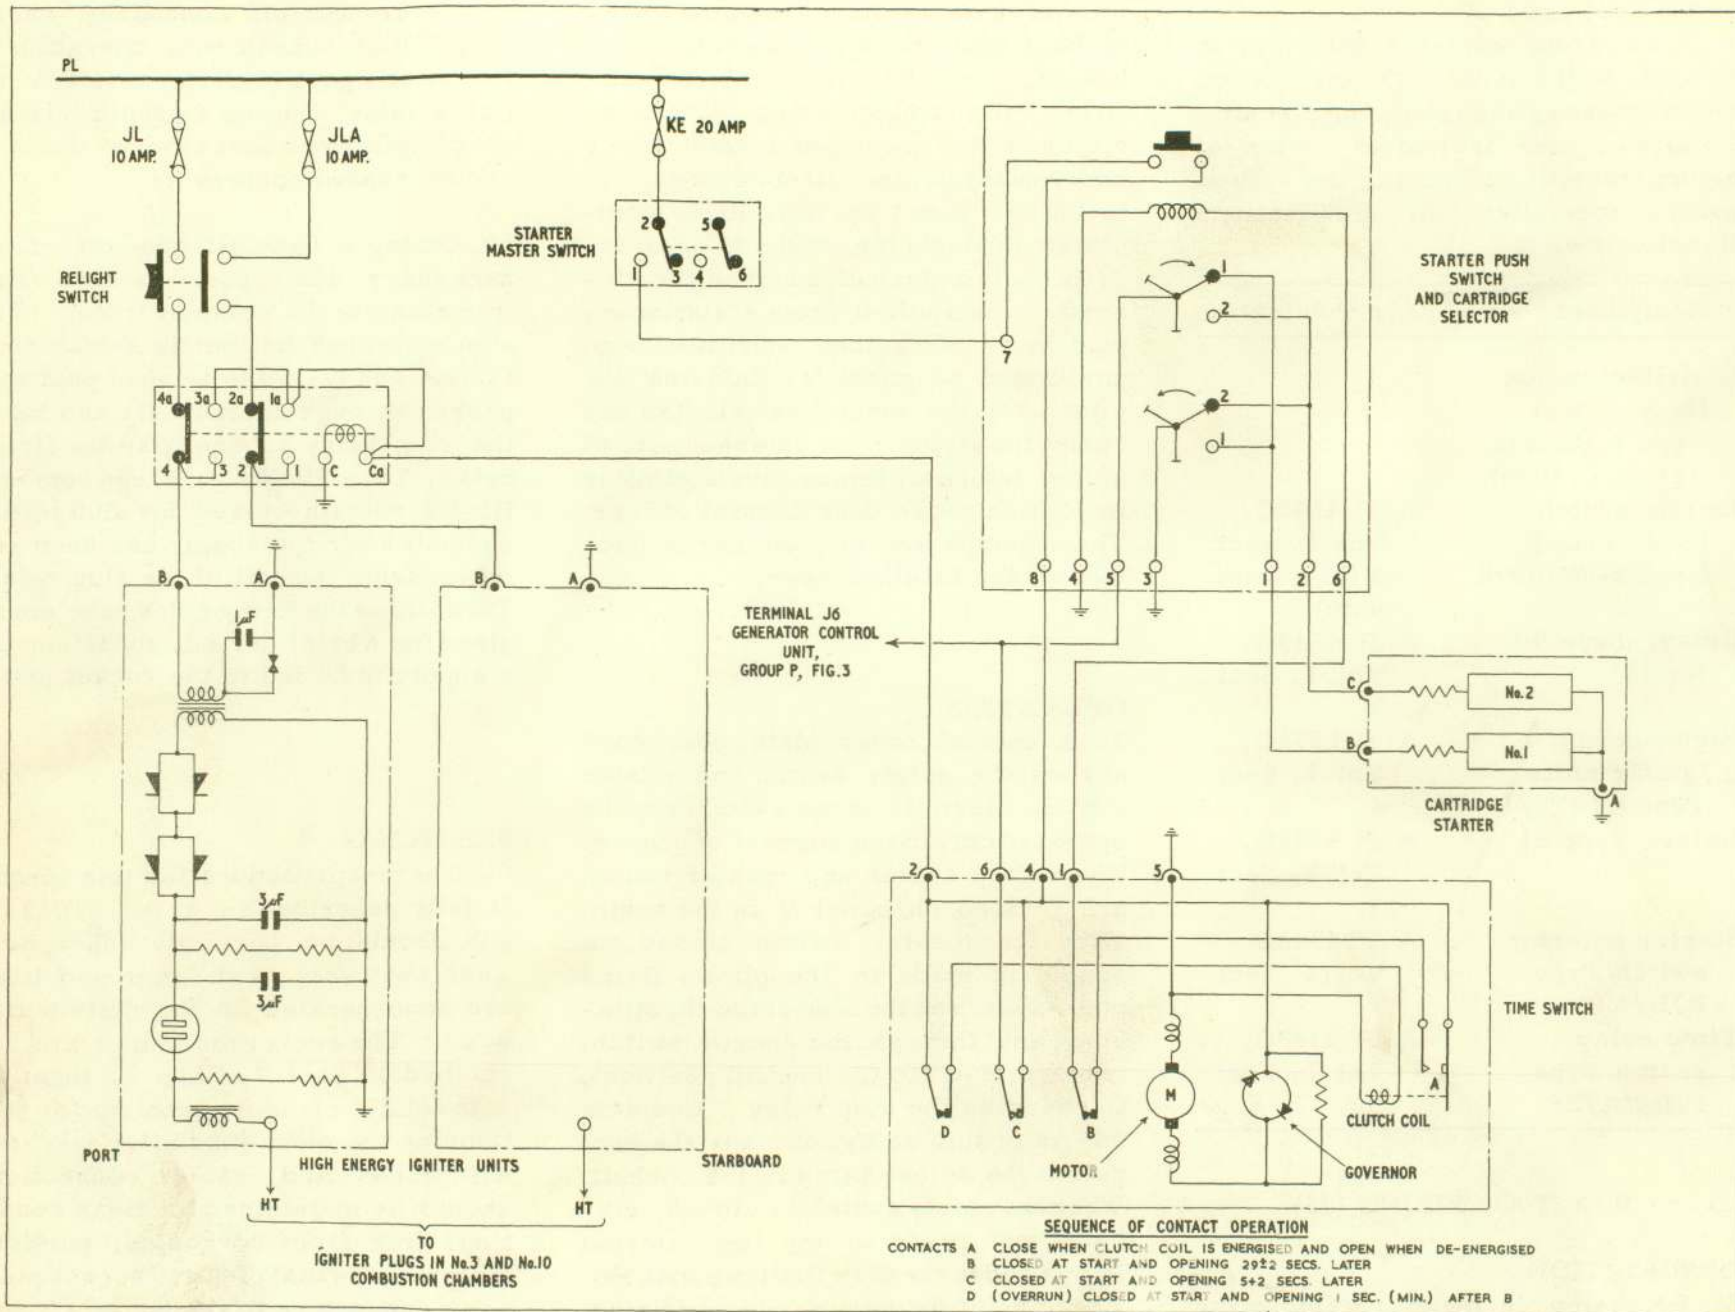 PL
JL
10 AMP.
JLA
10 AMP.
KE 20 AMP
STARTER
MASTER SWITCH
2
5
1
3
4
6
RELIGHT
SWITCH
STARTER PUSH
SWITCH
AND CARTRIDGE
SELECTOR
1
2
7
2
1
4a
3a
2a
1a
4
3
2
1
C
Ca
8
4
5
3
1
2
6
B
A
B
A
1µF
TERMINAL J6
GENERATOR CONTROL
UNIT,
GROUP P, FIG.3
C
No.2
B
No.1
A
CARTRIDGE
STARTER
3µF
3µF
2
6
4
1
5
TIME SWITCH
D
C
B
M
A
CLUTCH COIL
MOTOR
GOVERNOR
PORT
HIGH ENERGY IGNITER UNITS
STARBOARD
HT
HT
TO
IGNITER PLUGS IN No.3 AND No.10
COMBUSTION CHAMBERS
SEQUENCE OF CONTACT OPERATION
CONTACTS A CLOSE WHEN CLUTCH COIL IS ENERGISED AND OPEN WHEN DE-ENERGISED
B CLOSED AT START AND OPENING 29±2 SECS. LATER
C CLOSED AT START AND OPENING 5+2 SECS. LATER
D (OVERRUN) CLOSED AT START AND OPENING 1 SEC. (MIN.) AFTER B